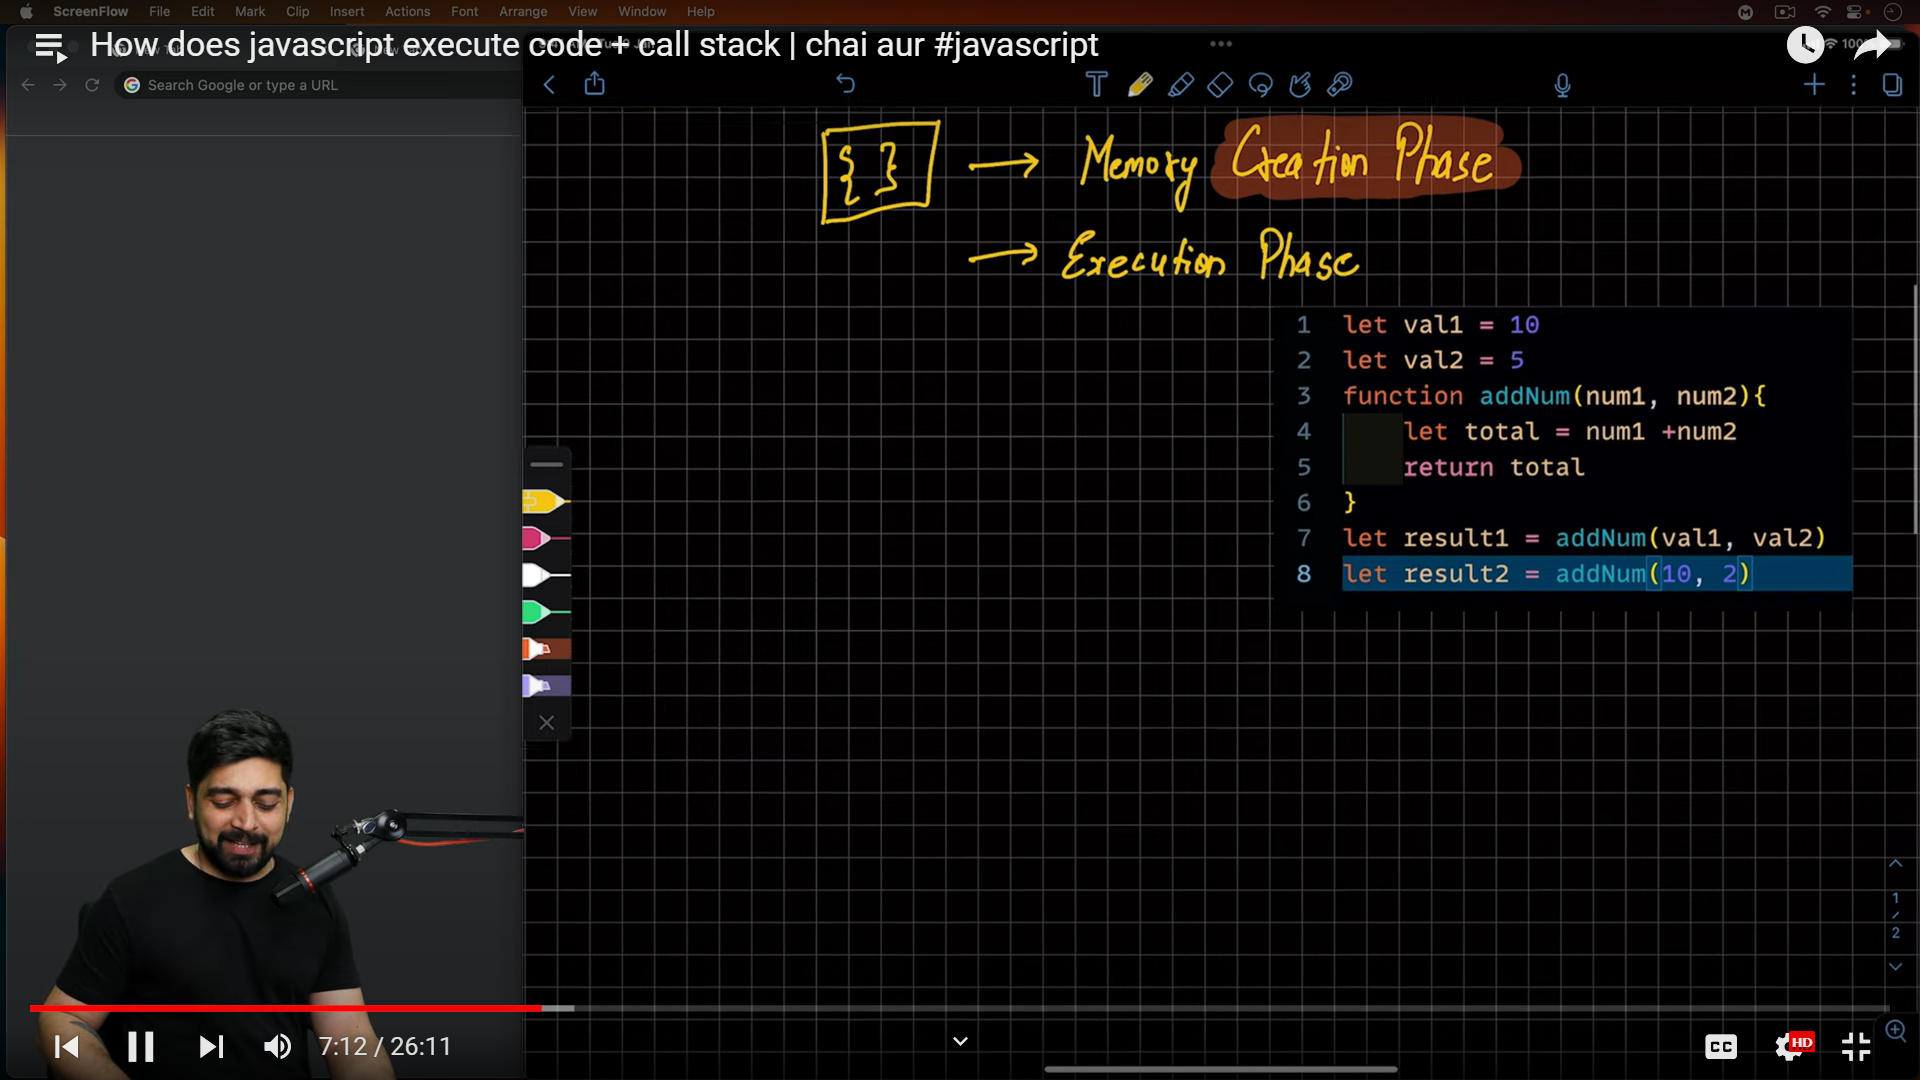 ScreenFlow File Edit Mark Clip Insert Actions Font Arrange View Window Help
How does javascript execute code + call stack | chai aur #javascript
Search Google or type a URL
{ } → Memory Creation Phase
→ Execution Phase
1 let val1 = 10
2 let val2 = 5
3 function addNum(num1, num2){
4 let total = num1 +num2
5 return total
6 }
7 let result1 = addNum(val1, val2)
8 let result2 = addNum(10, 2)
1
/
2
7:12 / 26:11
CC
HD